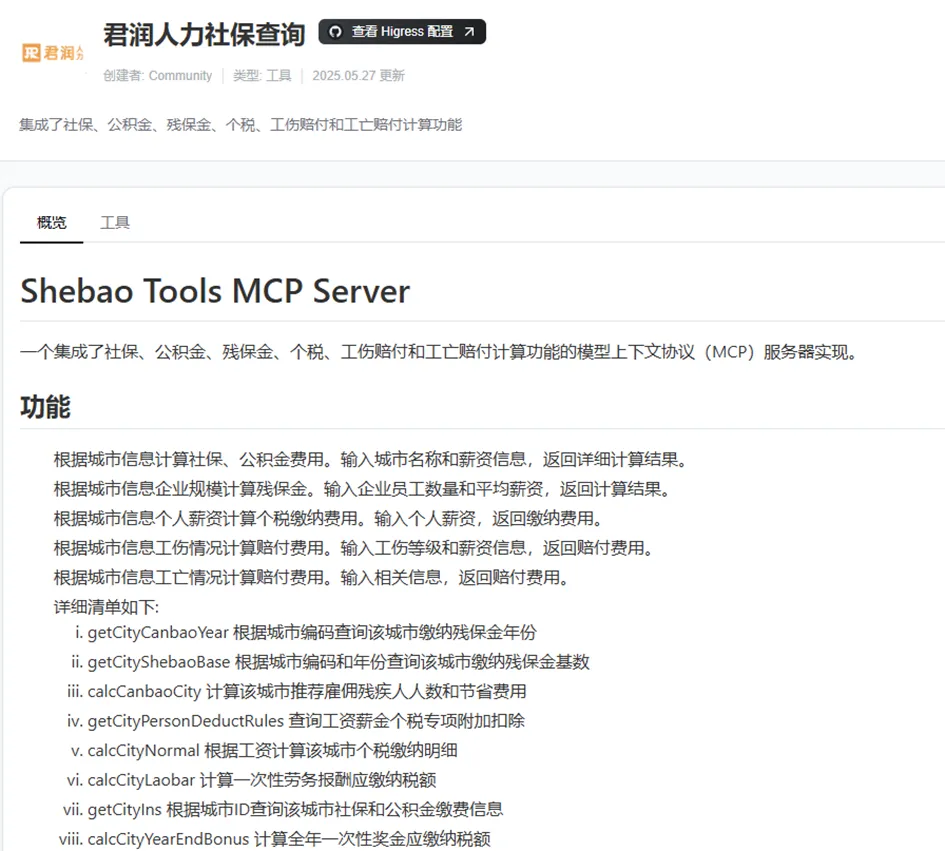 君润人力
君润人力社保查询
查看 Higress 配置
创建者: Community
类型: 工具
2025.05.27 更新
集成了社保、公积金、残保金、个税、工伤赔付和工亡赔付计算功能
概览
工具
Shebao Tools MCP Server
一个集成了社保、公积金、残保金、个税、工伤赔付和工亡赔付计算功能的模型上下文协议（MCP）服务器实现。
功能
根据城市信息计算社保、公积金费用。输入城市名称和薪资信息，返回详细计算结果。
根据城市信息企业规模计算残保金。输入企业员工数量和平均薪资，返回计算结果。
根据城市信息个人薪资计算个税缴纳费用。输入个人薪资，返回缴纳费用。
根据城市信息工伤情况计算赔付费用。输入工伤等级和薪资信息，返回赔付费用。
根据城市信息工亡情况计算赔付费用。输入相关信息，返回赔付费用。
详细清单如下:
i. getCityCanbaoYear 根据城市编码查询该城市缴纳残保金年份
ii. getCityShebaoBase 根据城市编码和年份查询该城市缴纳残保金基数
iii. calcCanbaoCity 计算该城市推荐雇佣残疾人人数和节省费用
iv. getCityPersonDeductRules 查询工资薪金个税专项附加扣除
v. calcCityNormal 根据工资计算该城市个税缴纳明细
vi. calcCityLaobar 计算一次性劳务报酬应缴纳税额
vii. getCityIns 根据城市ID查询该城市社保和公积金缴费信息
viii. calcCityYearEndBonus 计算全年一次性奖金应缴纳税额